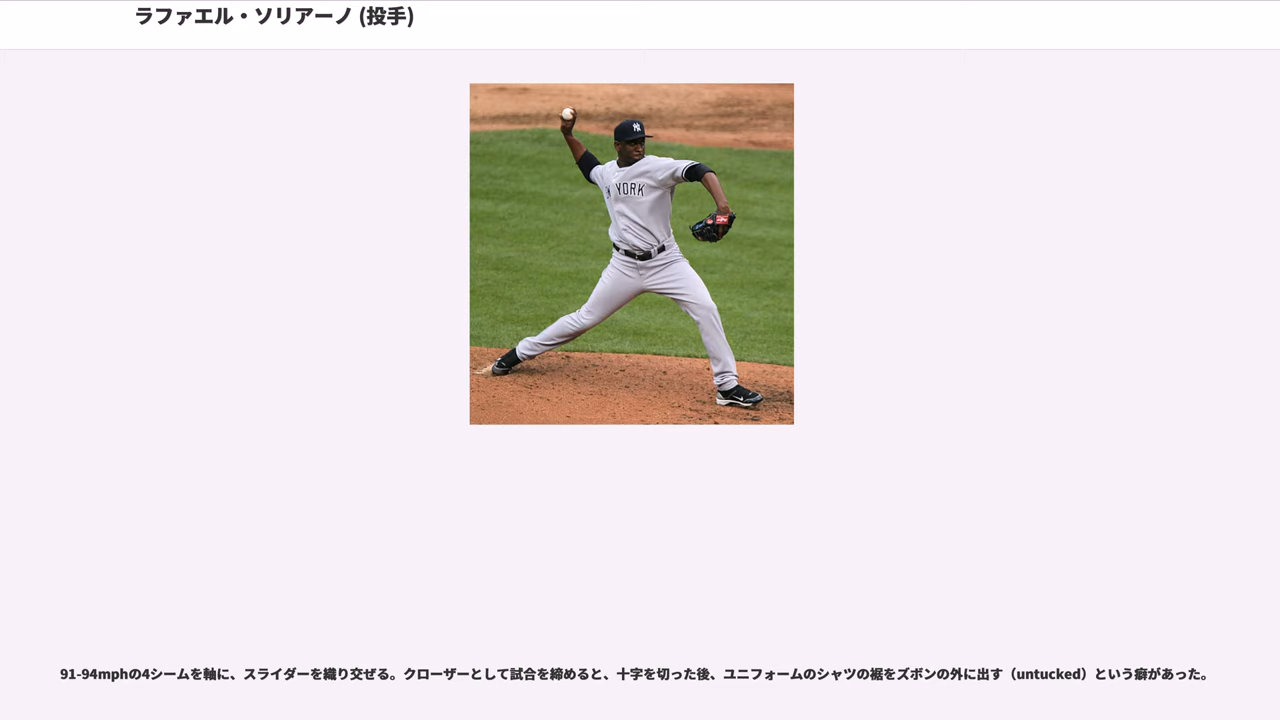 ラファエル・ソリアーノ (投手)
NY
YORK
91-94mphの4シームを軸に、スライダーを織り交ぜる。クローザーとして試合を締めると、十字を切った後、ユニフォームのシャツの裾をズボンの外に出す（untucked）という癖があった。